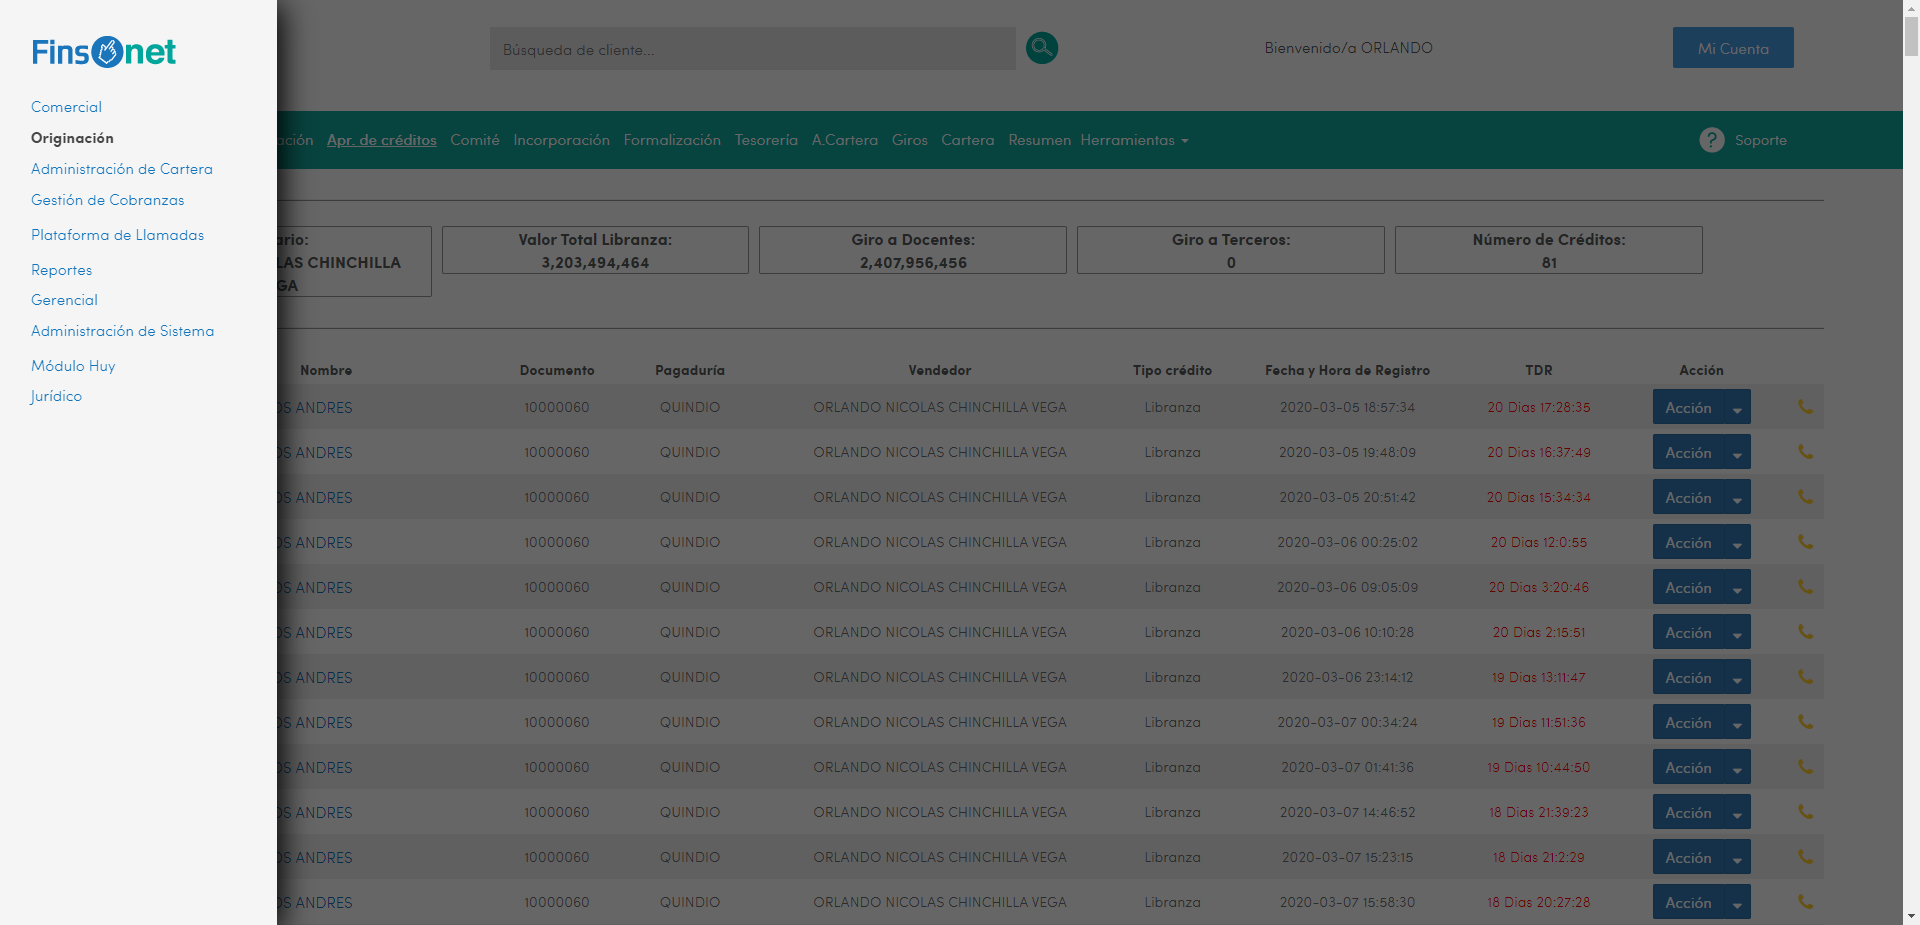 Finsonet
Comercial
Originación
Administración de Cartera
Gestión de Cobranzas
Plataforma de Llamadas
Reportes
Gerencial
Administración de Sistema
Módulo Huy
Jurídico
Búsqueda de cliente...
Bienvenido/a ORLANDO
Mi Cuenta
ación Apr. de créditos Comité Incorporación Formalización Tesorería A.Cartera Giros Cartera Resumen Herramientas ? Soporte
ario:
LAS CHINCHILLA
GA
Valor Total Libranza:
3,203,494,464
Giro a Docentes:
2,407,956,456
Giro a Terceros:
0
Número de Créditos:
81
Nombre Documento Pagaduría Vendedor Tipo crédito Fecha y Hora de Registro TDR Acción
OS ANDRES 10000060 QUINDIO ORLANDO NICOLAS CHINCHILLA VEGA Libranza 2020-03-05 18:57:34 20 Dias 17:28:35 Acción
OS ANDRES 10000060 QUINDIO ORLANDO NICOLAS CHINCHILLA VEGA Libranza 2020-03-05 19:48:09 20 Dias 16:37:49 Acción
OS ANDRES 10000060 QUINDIO ORLANDO NICOLAS CHINCHILLA VEGA Libranza 2020-03-05 20:51:42 20 Dias 15:34:34 Acción
OS ANDRES 10000060 QUINDIO ORLANDO NICOLAS CHINCHILLA VEGA Libranza 2020-03-06 00:25:02 20 Dias 12:0:55 Acción
OS ANDRES 10000060 QUINDIO ORLANDO NICOLAS CHINCHILLA VEGA Libranza 2020-03-06 09:05:09 20 Dias 3:20:46 Acción
OS ANDRES 10000060 QUINDIO ORLANDO NICOLAS CHINCHILLA VEGA Libranza 2020-03-06 10:10:28 20 Dias 2:15:51 Acción
OS ANDRES 10000060 QUINDIO ORLANDO NICOLAS CHINCHILLA VEGA Libranza 2020-03-06 23:14:12 19 Dias 13:11:47 Acción
OS ANDRES 10000060 QUINDIO ORLANDO NICOLAS CHINCHILLA VEGA Libranza 2020-03-07 00:34:24 19 Dias 11:51:36 Acción
OS ANDRES 10000060 QUINDIO ORLANDO NICOLAS CHINCHILLA VEGA Libranza 2020-03-07 01:41:36 19 Dias 10:44:50 Acción
OS ANDRES 10000060 QUINDIO ORLANDO NICOLAS CHINCHILLA VEGA Libranza 2020-03-07 14:46:52 18 Dias 21:39:23 Acción
OS ANDRES 10000060 QUINDIO ORLANDO NICOLAS CHINCHILLA VEGA Libranza 2020-03-07 15:23:15 18 Dias 21:2:29 Acción
OS ANDRES 10000060 QUINDIO ORLANDO NICOLAS CHINCHILLA VEGA Libranza 2020-03-07 15:58:30 18 Dias 20:27:28 Acción